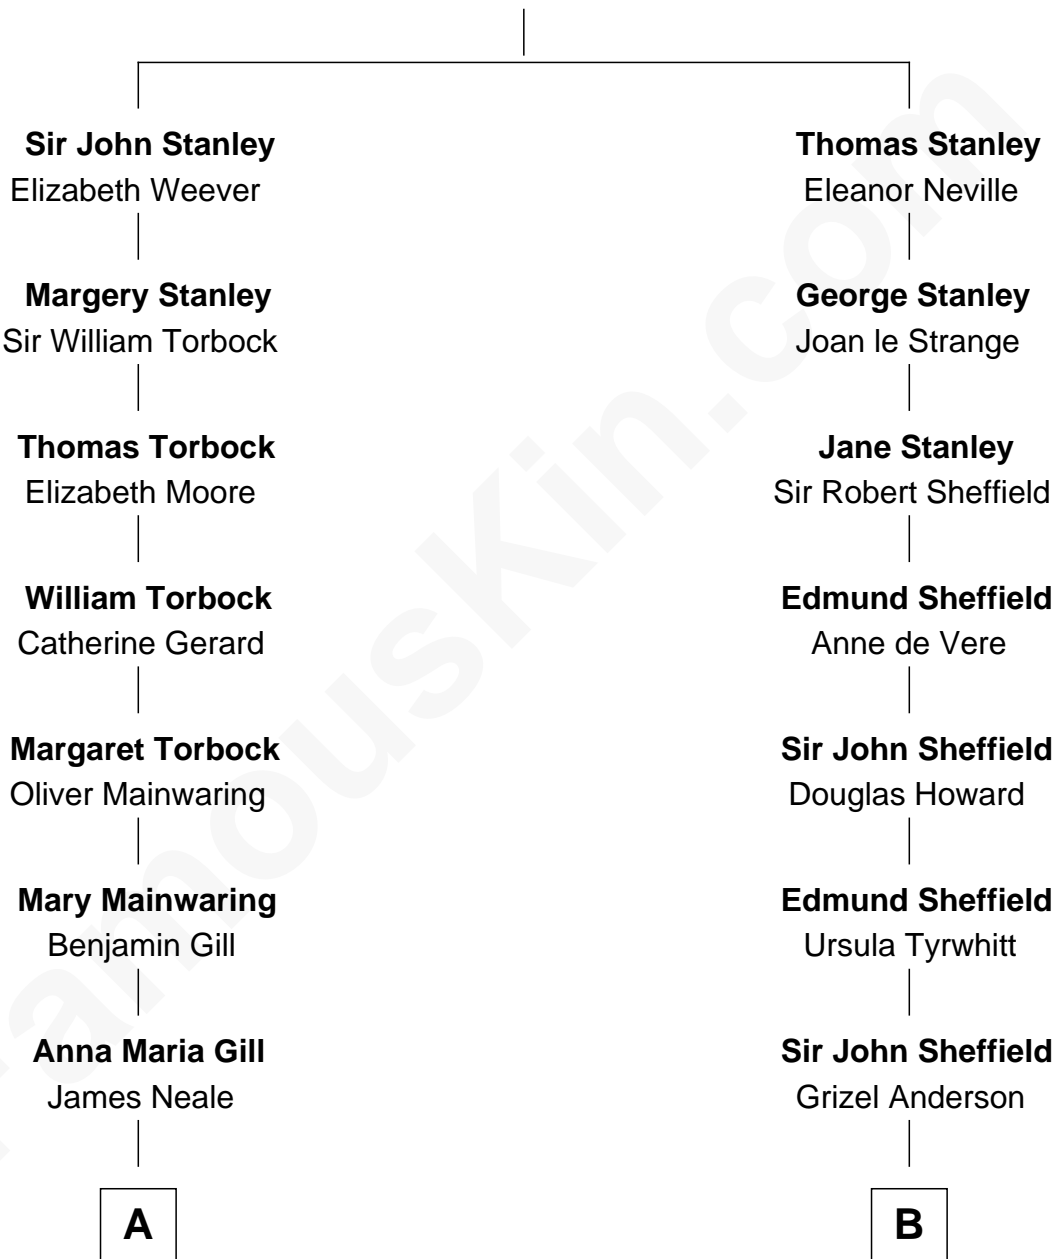 Sir John Stanley
Elizabeth Weever
Margery Stanley
Sir William Torbock
Thomas Torbock
Elizabeth Moore
William Torbock
Catherine Gerard
Margaret Torbock
Oliver Mainwaring
Mary Mainwaring
Benjamin Gill
Anna Maria Gill
James Neale
A
Thomas Stanley
Eleanor Neville
George Stanley
Joan le Strange
Jane Stanley
Sir Robert Sheffield
Edmund Sheffield
Anne de Vere
Sir John Sheffield
Douglas Howard
Edmund Sheffield
Ursula Tyrwhitt
Sir John Sheffield
Grizel Anderson
B
FamousKin.com